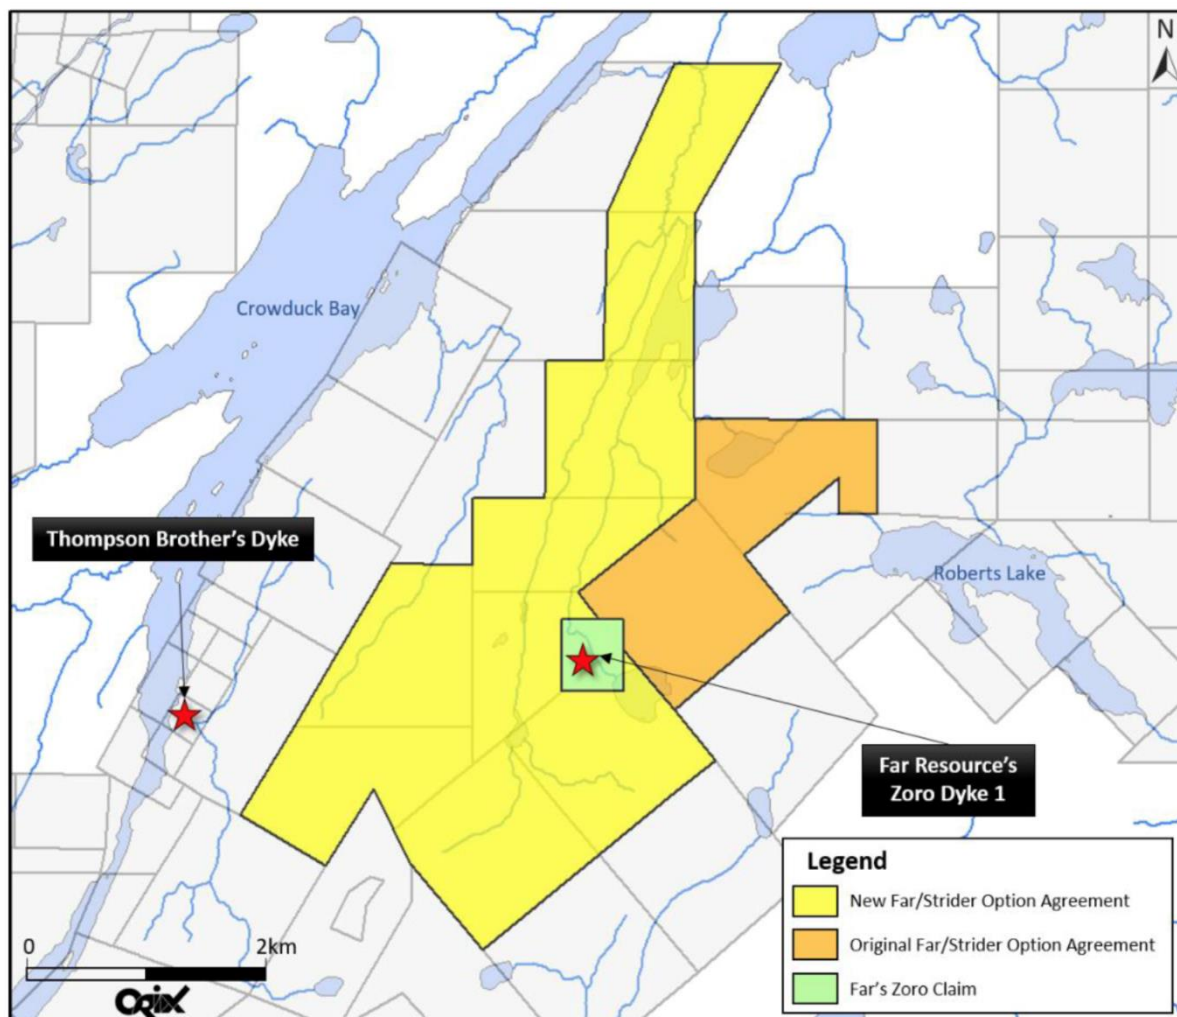 N
Crowduck Bay
Thompson Brother's Dyke
Roberts Lake
Far Resource's
Zoro Dyke 1
Legend
New Far/Strider Option Agreement
Original Far/Strider Option Agreement
Far's Zoro Claim
0 2km
Orix